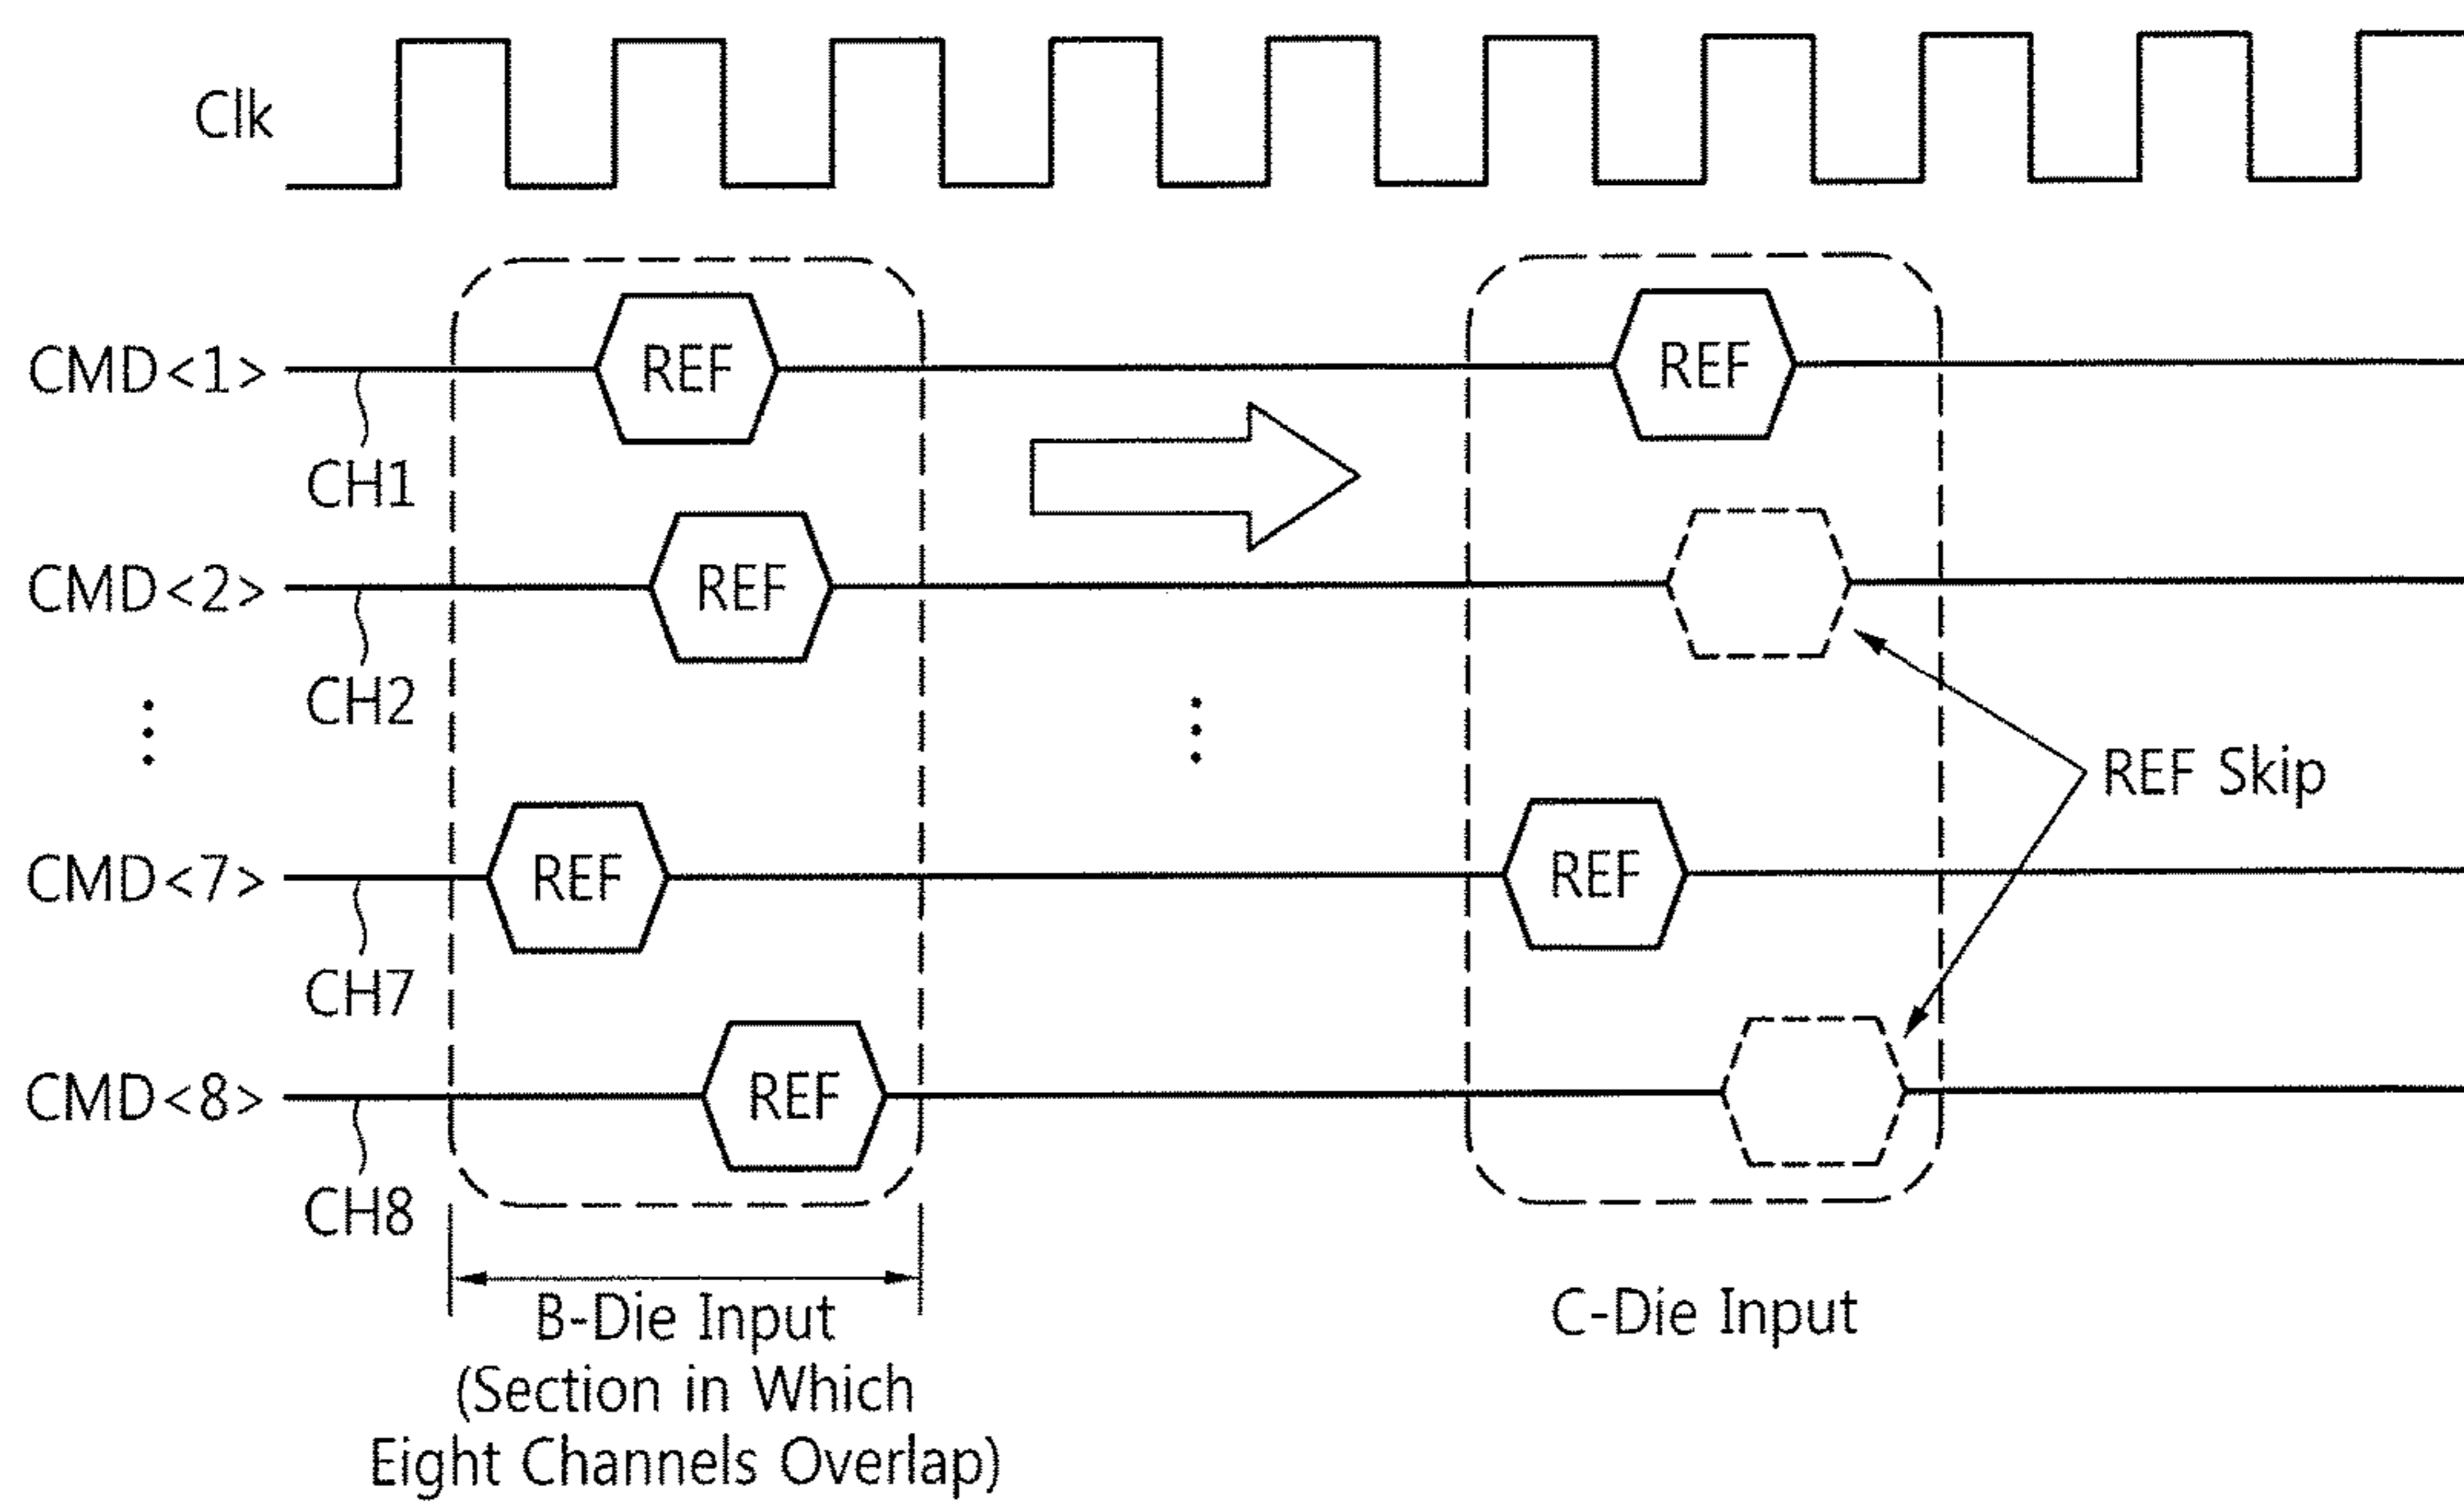 Clk
CMD<1>
REF
REF
CH1
CMD<2>
REF
CH2
REF Skip
CMD<7>
REF
REF
CH7
CMD<8>
REF
CH8
B-Die Input
(Section in Which
Eight Channels Overlap)
C-Die Input